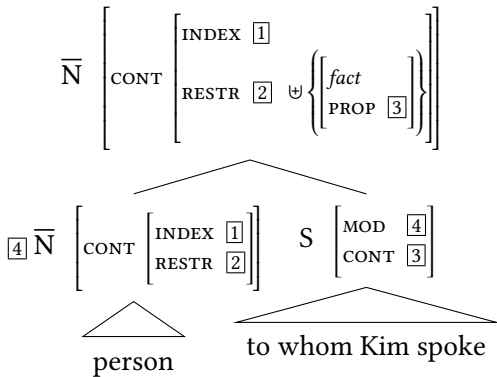 INDEX 1
N̅ CONT RESTR 2 ⊎ { fact }
PROP 3
4 N̅ CONT INDEX 1 S MOD 4
RESTR 2 CONT 3
person to whom Kim spoke